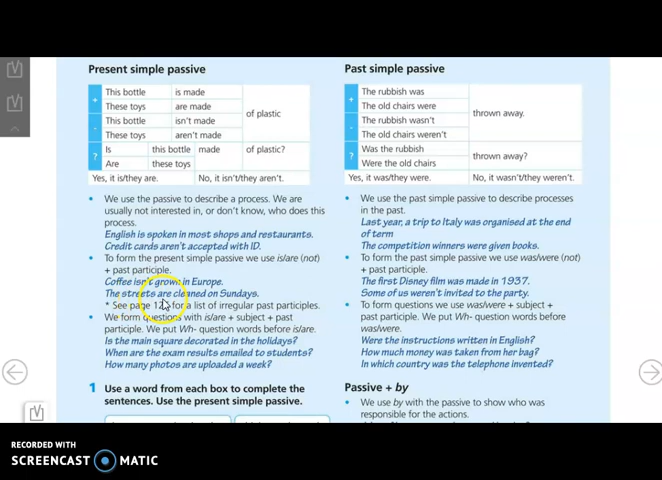 Present simple passive
+ This bottle is made of plastic
These toys are made
- This bottle isn't made
These toys aren't made
? Is this bottle made of plastic?
Are these toys
Yes, it is/they are. No, it isn't/they aren't.
• We use the passive to describe a process. We are
usually not interested in, or don't know, who does this
process.
English is spoken in most shops and restaurants.
Credit cards aren't accepted with ID.
• To form the present simple passive we use is/are (not)
+ past participle.
Coffee isn't grown in Europe.
The streets are cleaned on Sundays.
* See page for a list of irregular past participles.
• We form questions with is/are + subject + past
participle. We put Wh- question words before is/are.
Is the main square decorated in the holidays?
When are the exam results emailed to students?
How many photos are uploaded a week?
1 Use a word from each box to complete the
sentences. Use the present simple passive.
Past simple passive
+ The rubbish was thrown away.
The old chairs were
- The rubbish wasn't
The old chairs weren't
? Was the rubbish thrown away?
Were the old chairs
Yes, it was/they were. No, it wasn't/they weren't.
• We use the past simple passive to describe processes
in the past.
Last year, a trip to Italy was organised at the end
of term
The competition winners were given books.
• To form the past simple passive we use was/were (not)
+ past participle.
The first Disney film was made in 1937.
Some of us weren't invited to the party.
• To form questions we use was/were + subject +
past participle. We put Wh- question words before
was/were.
Were the instructions written in English?
How much money was taken from her bag?
In which country was the telephone invented?
Passive + by
• We use by with the passive to show who was
responsible for the actions.
RECORDED WITH
SCREENCAST MATIC